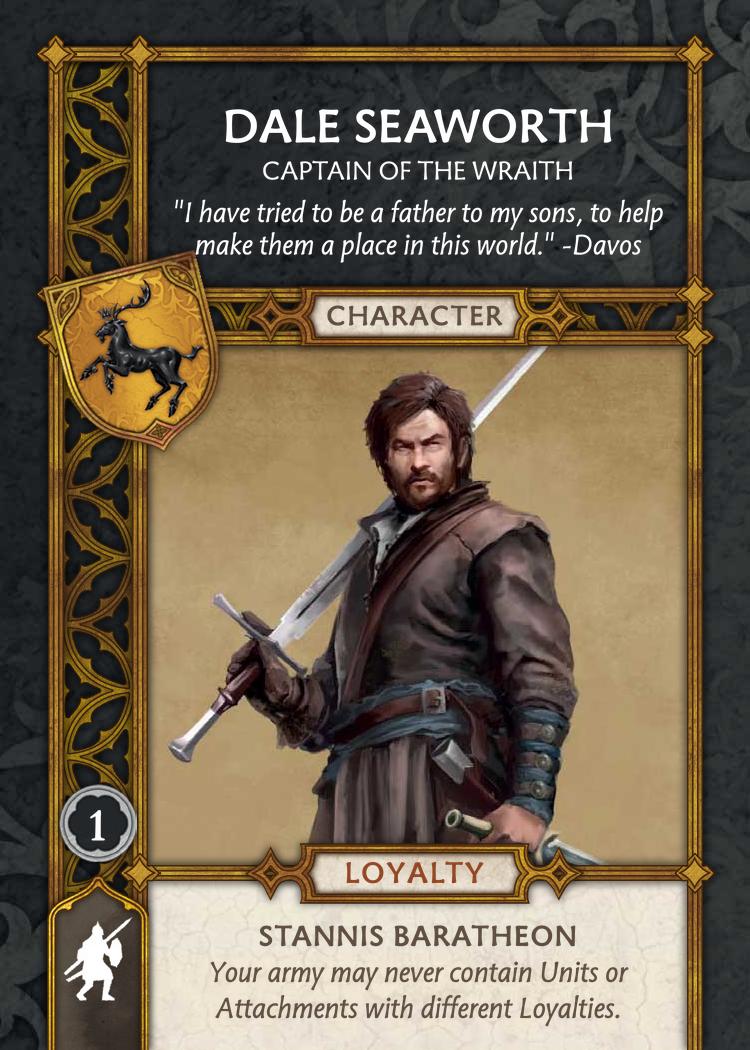 DALE SEAWORTH
CAPTAIN OF THE WRAITH
"I have tried to be a father to my sons, to help
make them a place in this world." -Davos
CHARACTER
1
LOYALTY
STANNIS BARATHEON
Your army may never contain Units or
Attachments with different Loyalties.